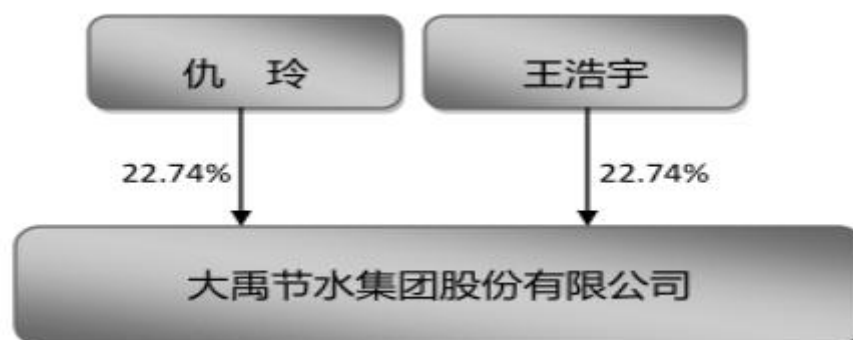 仇 玲
王浩宇
22.74%
22.74%
大禹节水集团股份有限公司